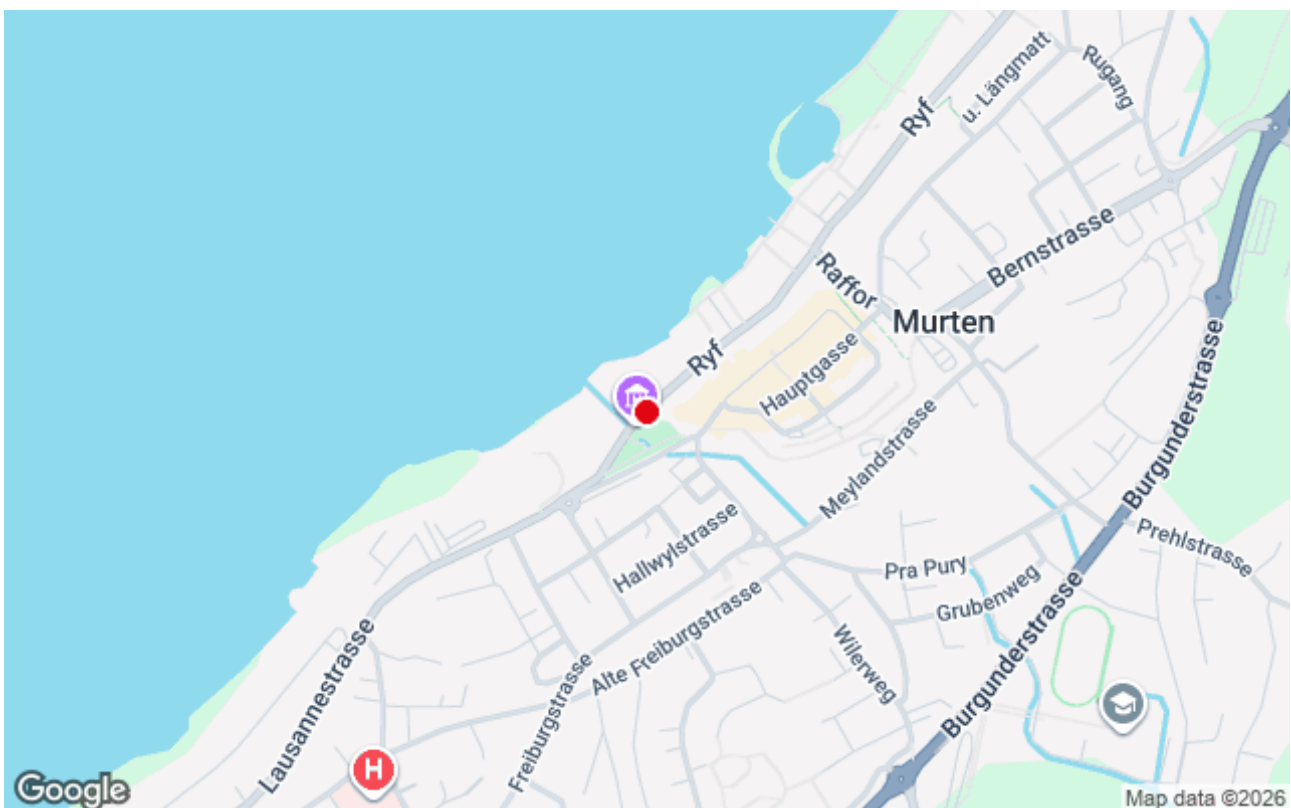 Ryf
u. Längmatt
Rugang
Bernstrasse
Raffor
Murten
Ryf
Hauptgasse
Burgunderstrasse
Meylandstrasse
Prehlstrasse
Hallwylstrasse
Pra Pury
Grubenweg
Alte Freiburgstrasse
Wilerweg
Burgunderstrasse
Lausannestrasse
Freiburgstrasse
H
Google
Map data ©2026